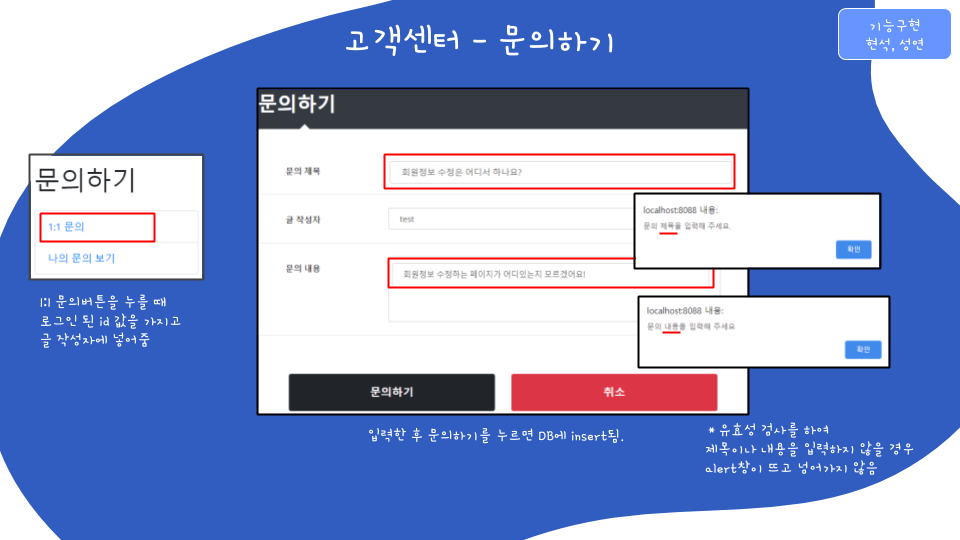 고객센터 - 문의하기
기능구현
현석, 성연
문의하기
1:1 문의
나의 문의 보기
1:1 문의버튼을 누를 때
로그인 된 id 값을 가지고
글 작성자에 넣어줌
문의하기
문의 제목
회원정보 수정은 어디서 하나요?
글 작성자
test
문의 내용
회원정보 수정하는 페이지가 어디있는지 모르겠어요!
문의하기
취소
localhost:8088 내용:
문의 제목을 입력해 주세요.
확인
localhost:8088 내용:
문의 내용을 입력해 주세요
확인
입력한 후 문의하기를 누르면 DB에 insert됨.
* 유효성 검사를 하여
제목이나 내용을 입력하지 않을 경우
alert창이 뜨고 넘어가지 않음